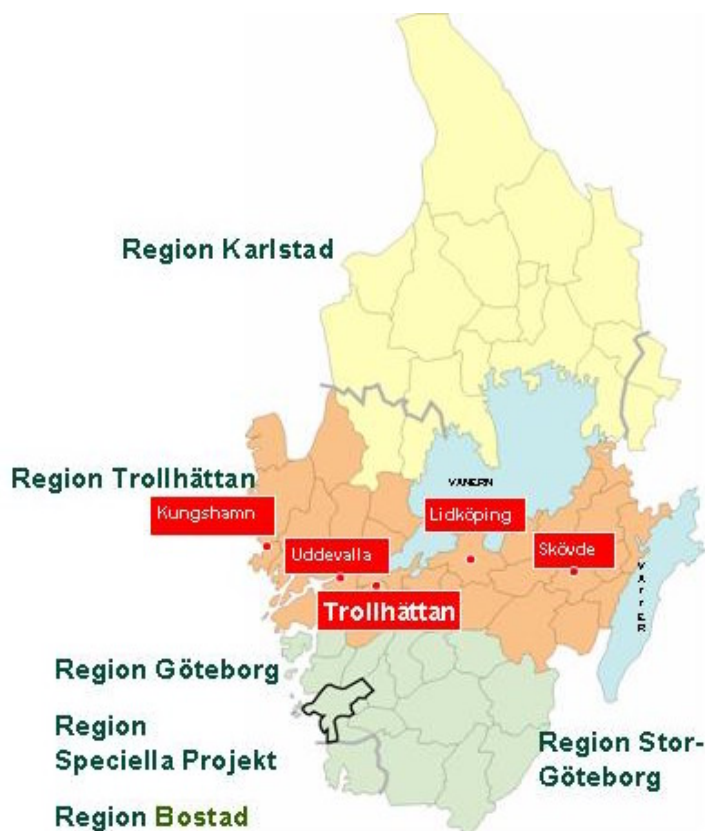 Region Karlstad
VÄNERN
Region Trollhättan
Kungshamn
Lidköping
Uddevalla
Skövde
VÄTTER
Trollhättan
Region Göteborg
Region
Speciella Projekt
Region Stor-
Göteborg
Region Bostad